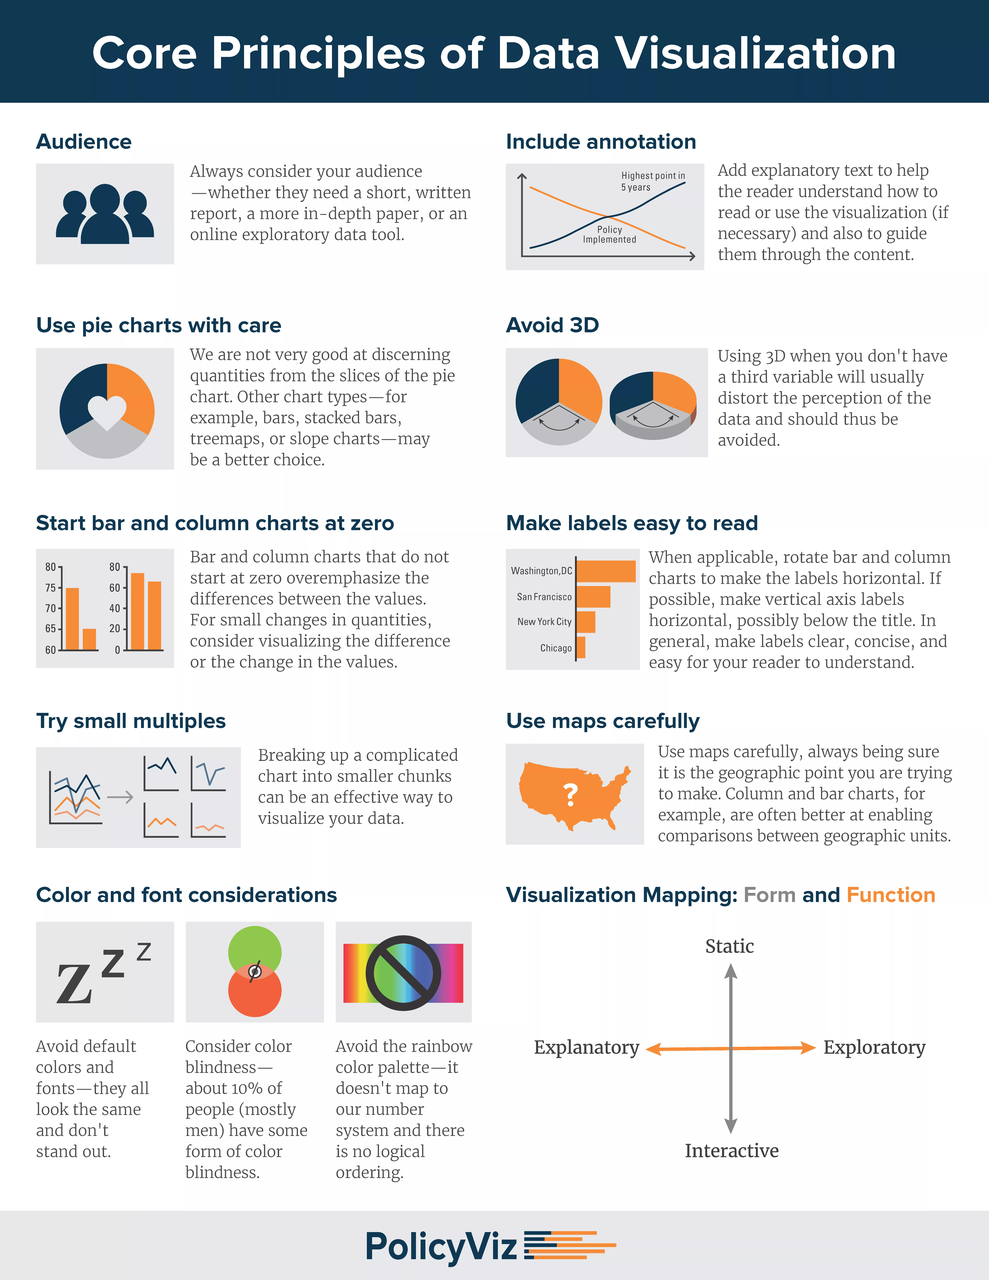 Core Principles of Data Visualization
Audience
Always consider your audience
—whether they need a short, written
report, a more in-depth paper, or an
online exploratory data tool.
Include annotation
Highest point in
5 years
Policy
Implemented
Add explanatory text to help
the reader understand how to
read or use the visualization (if
necessary) and also to guide
them through the content.
Use pie charts with care
We are not very good at discerning
quantities from the slices of the pie
chart. Other chart types—for
example, bars, stacked bars,
treemaps, or slope charts—may
be a better choice.
Avoid 3D
Using 3D when you don't have
a third variable will usually
distort the perception of the
data and should thus be
avoided.
Start bar and column charts at zero
80
75
70
65
60
80
60
40
20
0
Bar and column charts that do not
start at zero overemphasize the
differences between the values.
For small changes in quantities,
consider visualizing the difference
or the change in the values.
Make labels easy to read
Washington,DC
San Francisco
New York City
Chicago
When applicable, rotate bar and column
charts to make the labels horizontal. If
possible, make vertical axis labels
horizontal, possibly below the title. In
general, make labels clear, concise, and
easy for your reader to understand.
Try small multiples
Breaking up a complicated
chart into smaller chunks
can be an effective way to
visualize your data.
Use maps carefully
?
Use maps carefully, always being sure
it is the geographic point you are trying
to make. Column and bar charts, for
example, are often better at enabling
comparisons between geographic units.
Color and font considerations
Z Z Z
Avoid default
colors and
fonts—they all
look the same
and don't
stand out.
Consider color
blindness—
about 10% of
people (mostly
men) have some
form of color
blindness.
Avoid the rainbow
color palette—it
doesn't map to
our number
system and there
is no logical
ordering.
Visualization Mapping: Form and Function
Static
Explanatory
Exploratory
Interactive
PolicyViz